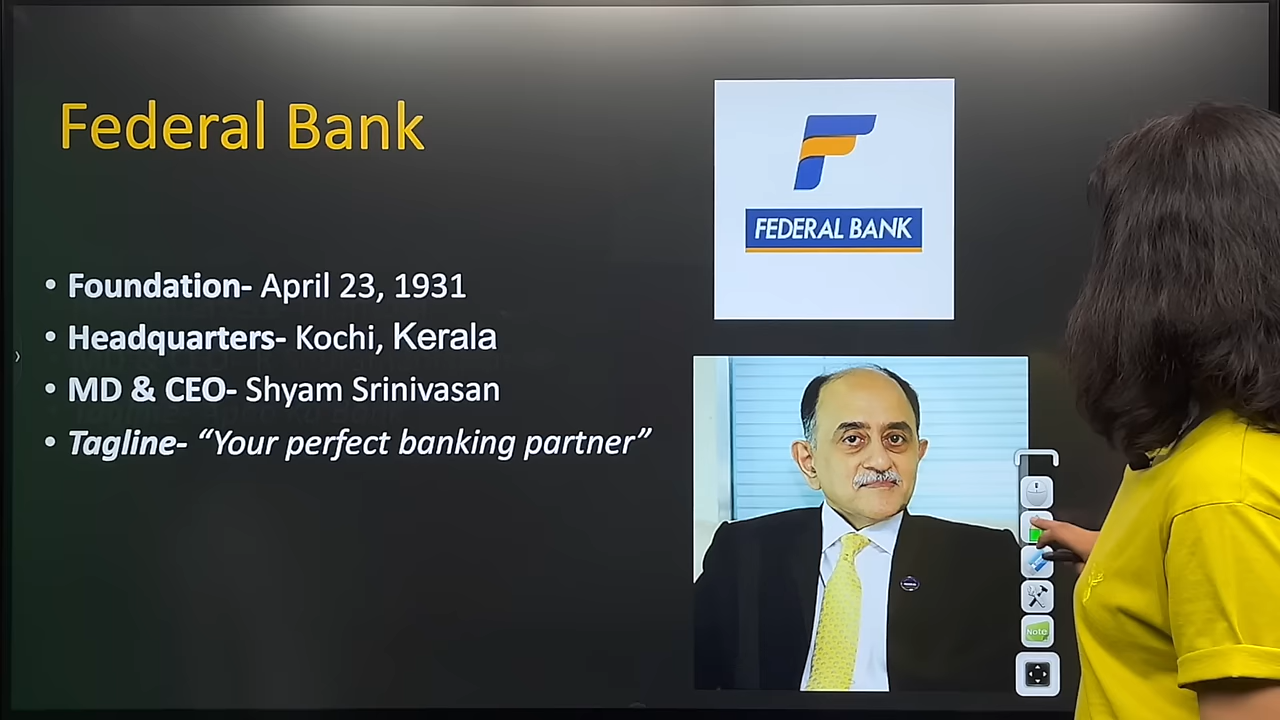 Federal Bank
FEDERAL BANK
• Foundation- April 23, 1931
• Headquarters- Kochi, Kerala
• MD & CEO- Shyam Srinivasan
• Tagline- “Your perfect banking partner”
Note